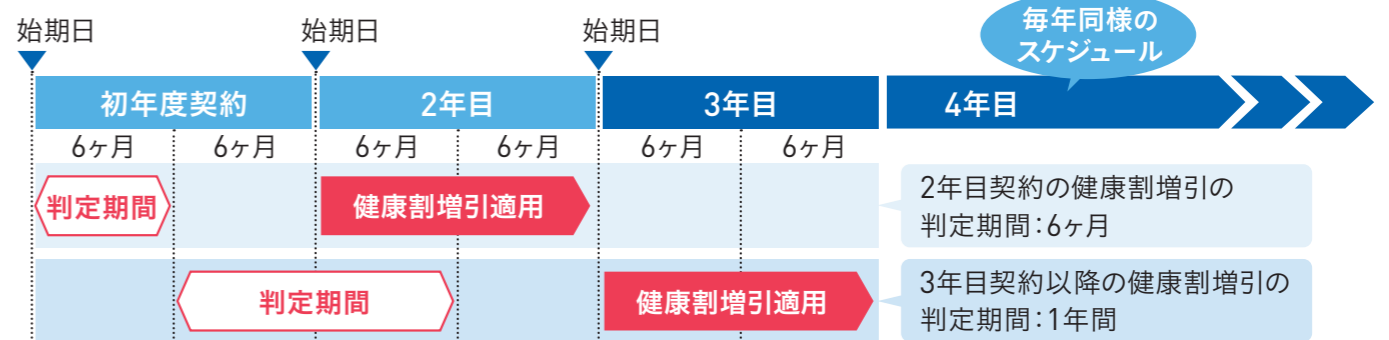 始期日
始期日
始期日
毎年同様の
スケジュール
初年度契約
2年目
3年目
4年目
6ヶ月
6ヶ月
6ヶ月
6ヶ月
6ヶ月
6ヶ月
判定期間
健康割増引適用
2年目契約の健康割増引の
判定期間：6ヶ月
判定期間
健康割増引適用
3年目契約以降の健康割増引の
判定期間：1年間